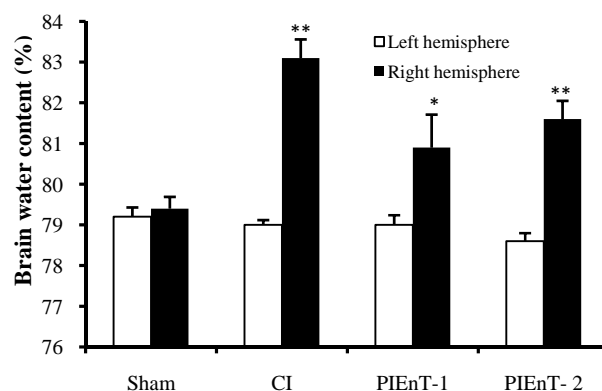 84
83
82
81
80
79
78
77
76
Brain water content (%)
Left hemisphere
Right hemisphere
**
*
**
Sham
CI
PIEnT-1
PIEnT- 2